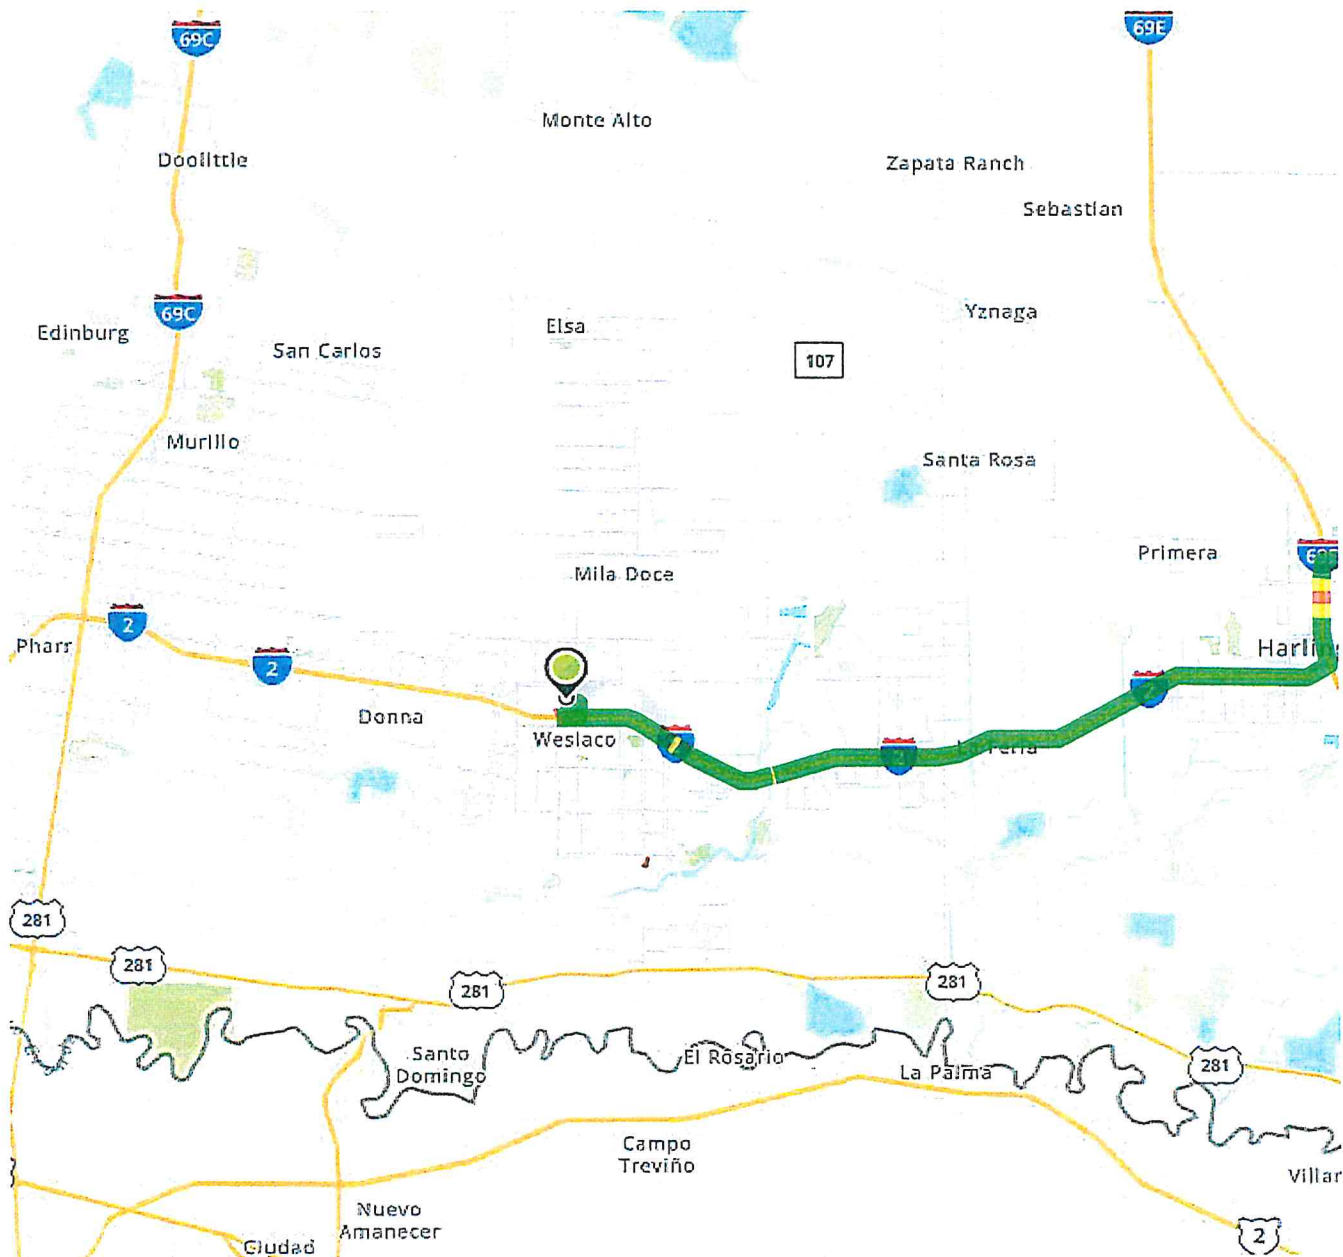 69C
69E
Monte Alto
Doolittle
Zapata Ranch
Sebastian
69C
Yznaga
Edinburg
Elsa
San Carlos
107
Murillo
Santa Rosa
Primera
Mila Doce
2
Pharr
2
Harlin
Donna
Weslaco
281
281
281
281
Santo
Domingo
El Rosario
La Palma
281
Campo
Treviño
Villar
Nuevo
Amanecer
Ciudad
2